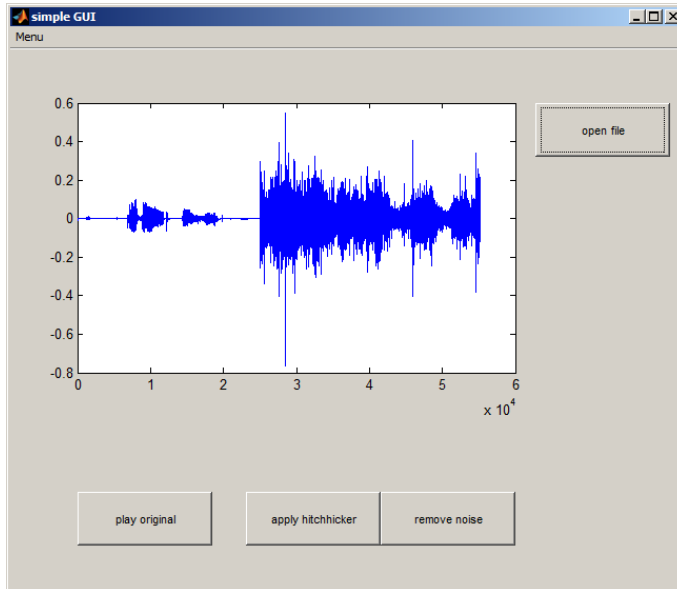 simple GUI
Menu
open file
0.6
0.4
0.2
0
-0.2
-0.4
-0.6
-0.8
0 1 2 3 4 5 6
x 10^4
play original apply hitchhicker remove noise